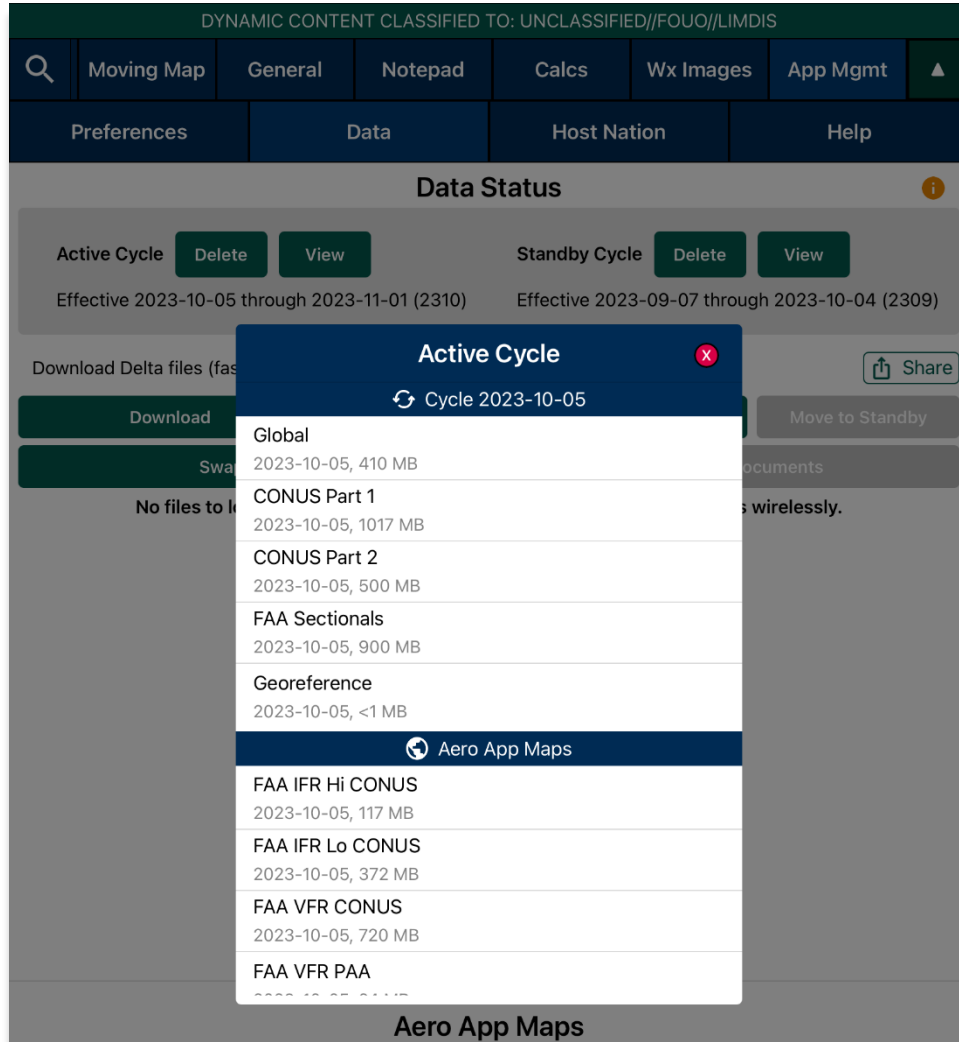 DYNAMIC CONTENT CLASSIFIED TO: UNCLASSIFIED//FOUO//LIMDIS
Moving Map General Notepad Calcs Wx Images App Mgmt
Preferences Data Host Nation Help
Data Status
Active Cycle Delete View Standby Cycle Delete View
Effective 2023-10-05 through 2023-11-01 (2310) Effective 2023-09-07 through 2023-10-04 (2309)
Active Cycle X
Download Delta files (fas Share
Cycle 2023-10-05
Download Move to Standby
Global
2023-10-05, 410 MB
Swa ocuments
CONUS Part 1
No files to l s wirelessly.
2023-10-05, 1017 MB
CONUS Part 2
2023-10-05, 500 MB
FAA Sectionals
2023-10-05, 900 MB
Georeference
2023-10-05, <1 MB
Aero App Maps
FAA IFR Hi CONUS
2023-10-05, 117 MB
FAA IFR Lo CONUS
2023-10-05, 372 MB
FAA VFR CONUS
2023-10-05, 720 MB
FAA VFR PAA
Aero App Maps